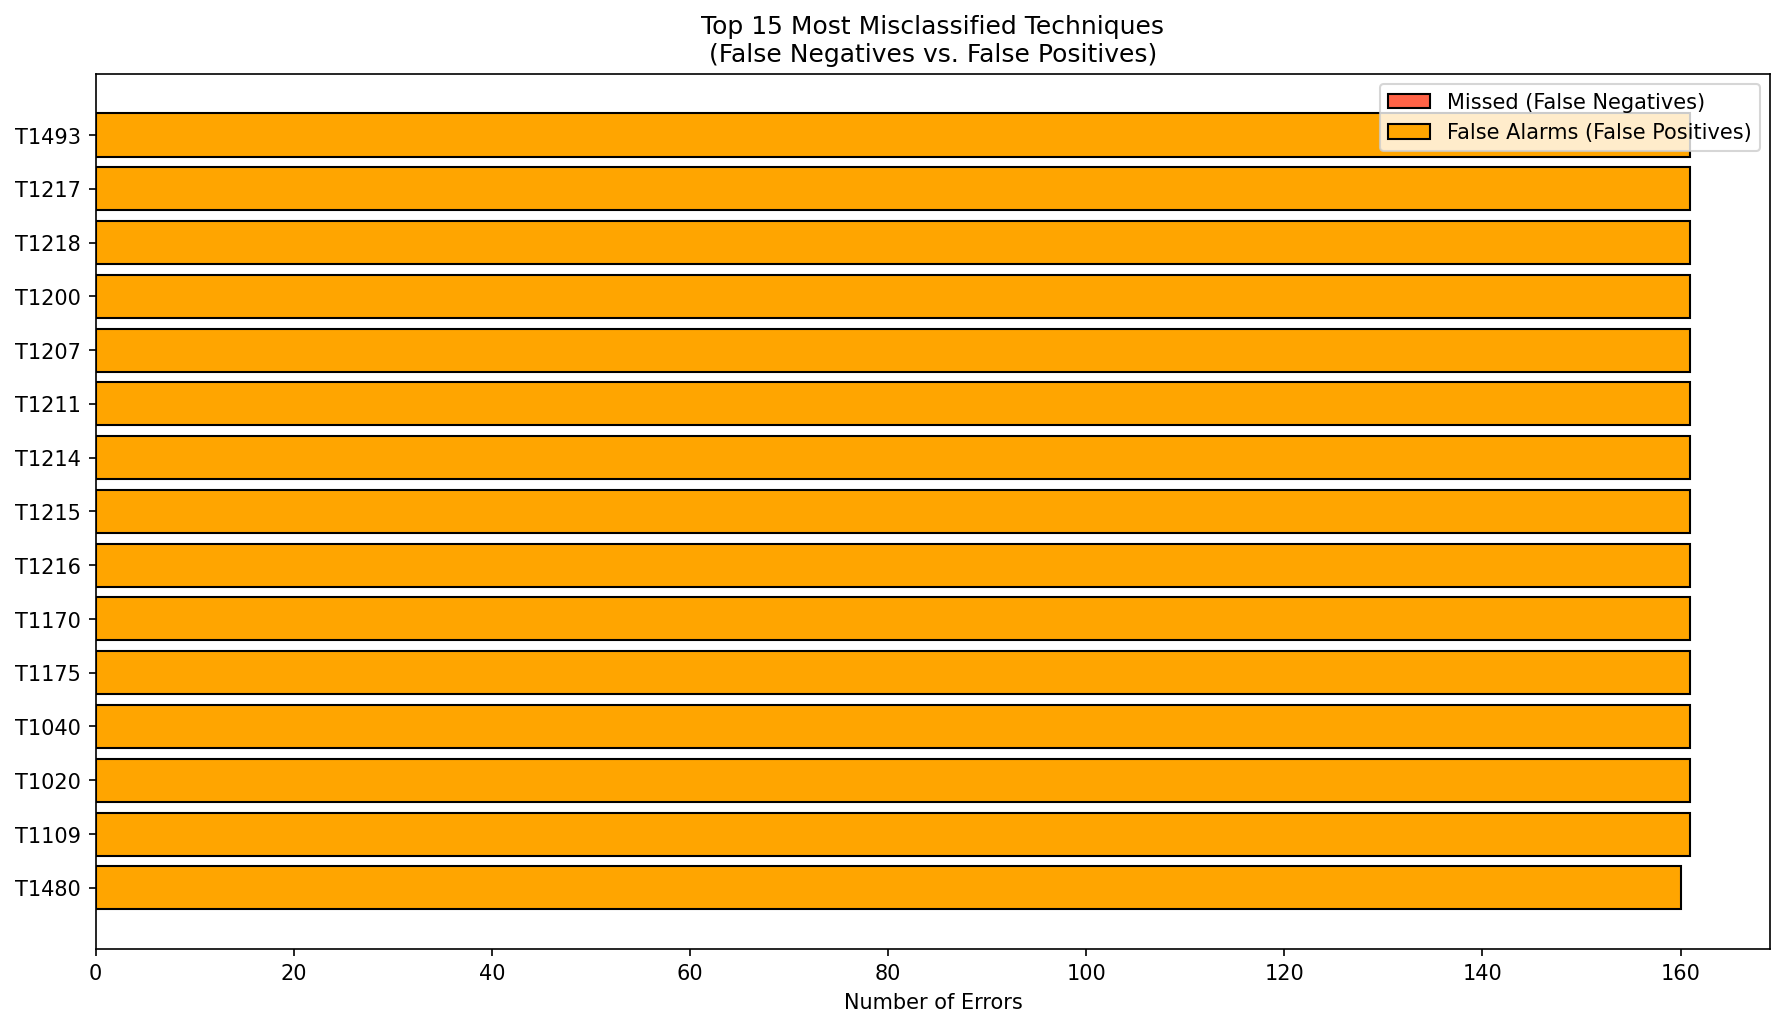 Top 15 Most Misclassified Techniques
(False Negatives vs. False Positives)
Missed (False Negatives)
False Alarms (False Positives)
T1493
T1217
T1218
T1200
T1207
T1211
T1214
T1215
T1216
T1170
T1175
T1040
T1020
T1109
T1480
0 20 40 60 80 100 120 140 160
Number of Errors